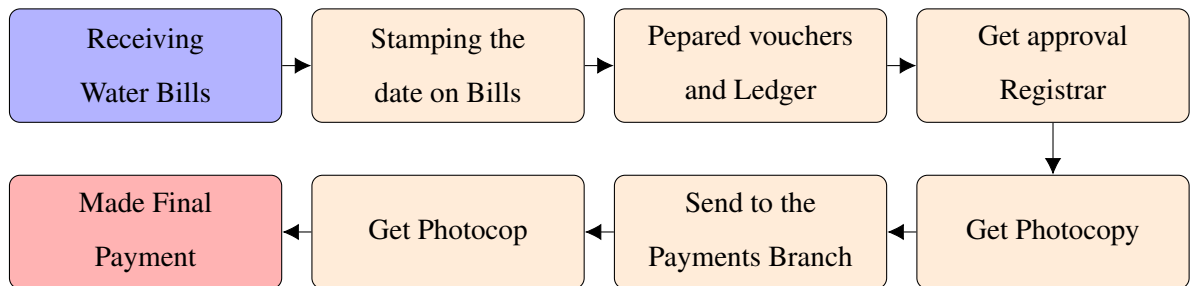 Receiving
Water Bills
Stamping the
date on Bills
Pepared vouchers
and Ledger
Get approval
Registrar
Made Final
Payment
Get Photocop
Send to the
Payments Branch
Get Photocopy